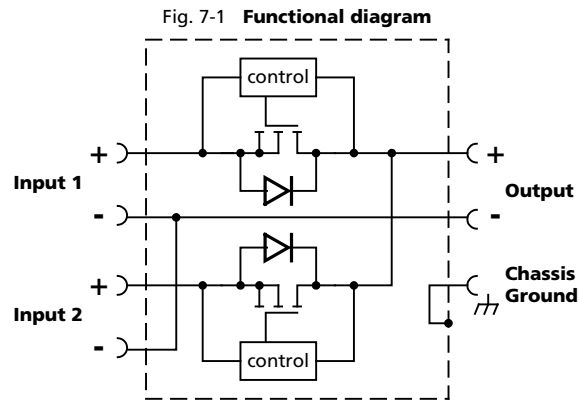 Fig. 7-1 Functional diagram
control
+
+
Input 1
Output
-
-
+
Chassis
Ground
Input 2
-
control